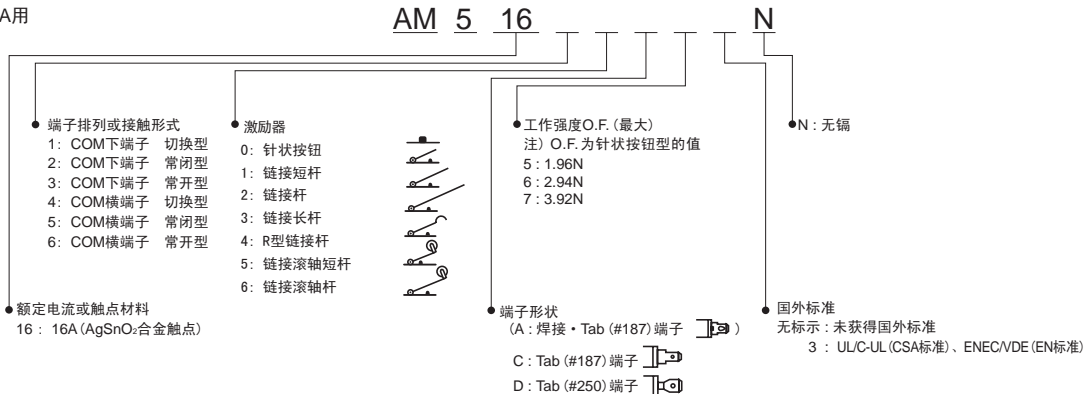 A用
AM 5 16 N
端子排列或接触形式
1: COM下端子 切换型
2: COM下端子 常闭型
3: COM下端子 常开型
4: COM横端子 切换型
5: COM横端子 常闭型
6: COM横端子 常开型
激励器
0: 针状按钮
1: 链接短杆
2: 链接杆
3: 链接长杆
4: R型链接杆
5: 链接滚轴短杆
6: 链接滚轴杆
工作强度O.F.(最大)
注) O.F.为针状按钮型的值
5 : 1.96N
6 : 2.94N
7 : 3.92N
N : 无镉
额定电流或触点材料
16 : 16A (AgSnO₂合金触点)
端子形状
(A : 焊接・Tab (#187) 端子 )
C : Tab (#187) 端子
D : Tab (#250) 端子
国外标准
无标示 : 未获得国外标准
3 : UL/C-UL (CSA标准)、ENEC/VDE (EN标准)